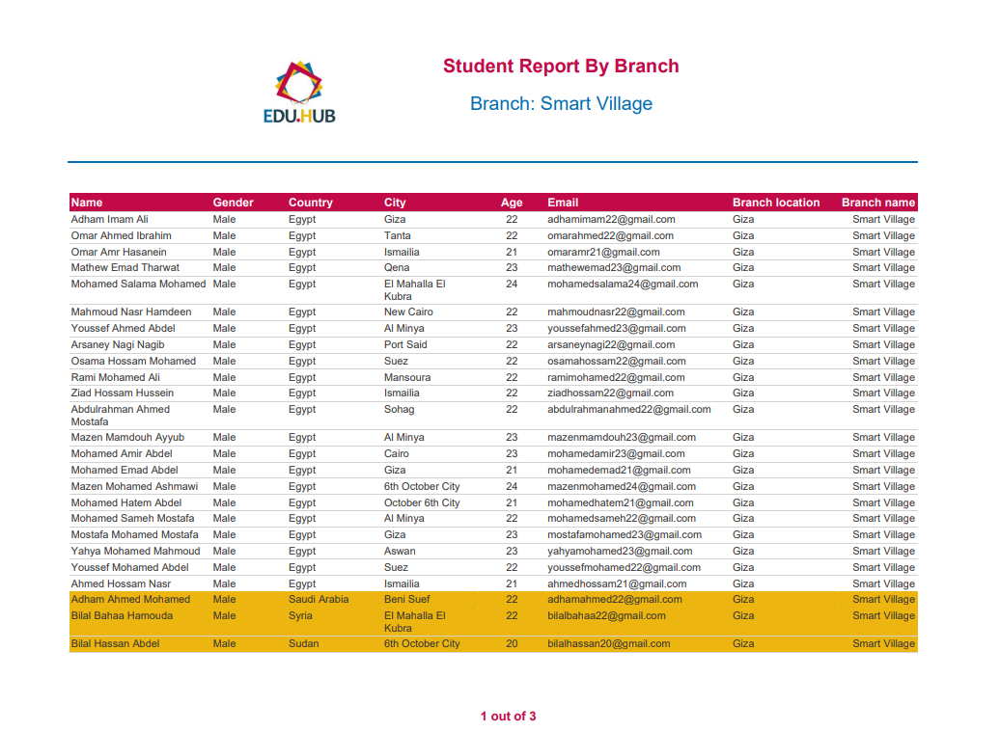 EDU.HUB
Student Report By Branch
Branch: Smart Village
Name Gender Country City Age Email Branch location Branch name
Adham Imam Ali Male Egypt Giza 22 adhamimam22@gmail.com Giza Smart Village
Omar Ahmed Ibrahim Male Egypt Tanta 22 omarahmed22@gmail.com Giza Smart Village
Omar Amr Hasanein Male Egypt Ismailia 21 omaramr21@gmail.com Giza Smart Village
Mathew Emad Tharwat Male Egypt Qena 23 mathewemad23@gmail.com Giza Smart Village
Mohamed Salama Mohamed Male Egypt El Mahalla El 24 mohamedsalama24@gmail.com Giza Smart Village
Kubra
Mahmoud Nasr Hamdeen Male Egypt New Cairo 22 mahmoudnasr22@gmail.com Giza Smart Village
Youssef Ahmed Abdel Male Egypt Al Minya 23 youssefahmed23@gmail.com Giza Smart Village
Arsaney Nagi Nagib Male Egypt Port Said 22 arsaneynagi22@gmail.com Giza Smart Village
Osama Hossam Mohamed Male Egypt Suez 22 osamahossam22@gmail.com Giza Smart Village
Rami Mohamed Ali Male Egypt Mansoura 22 ramimohamed22@gmail.com Giza Smart Village
Ziad Hossam Hussein Male Egypt Ismailia 22 ziadhossam22@gmail.com Giza Smart Village
Abdulrahman Ahmed Male Egypt Sohag 22 abdulrahmanahmed22@gmail.com Giza Smart Village
Mostafa
Mazen Mamdouh Ayyub Male Egypt Al Minya 23 mazenmamdouh23@gmail.com Giza Smart Village
Mohamed Amir Abdel Male Egypt Cairo 23 mohamedamir23@gmail.com Giza Smart Village
Mohamed Emad Abdel Male Egypt Giza 21 mohamedemad21@gmail.com Giza Smart Village
Mazen Mohamed Ashmawi Male Egypt 6th October City 24 mazenmohamed24@gmail.com Giza Smart Village
Mohamed Hatem Abdel Male Egypt October 6th City 21 mohamedhatem21@gmail.com Giza Smart Village
Mohamed Sameh Mostafa Male Egypt Al Minya 22 mohamedsameh22@gmail.com Giza Smart Village
Mostafa Mohamed Mostafa Male Egypt Giza 23 mostafamohamed23@gmail.com Giza Smart Village
Yahya Mohamed Mahmoud Male Egypt Aswan 23 yahyamohamed23@gmail.com Giza Smart Village
Youssef Mohamed Abdel Male Egypt Suez 22 youssefmohamed22@gmail.com Giza Smart Village
Ahmed Hossam Nasr Male Egypt Ismailia 21 ahmedhossam21@gmail.com Giza Smart Village
Adham Ahmed Mohamed Male Saudi Arabia Beni Suef 22 adhamahmed22@gmail.com Giza Smart Village
Bilal Bahaa Hamouda Male Syria El Mahalla El 22 bilalbahaa22@gmail.com Giza Smart Village
Kubra
Bilal Hassan Abdel Male Sudan 6th October City 20 bilalhassan20@gmail.com Giza Smart Village
1 out of 3